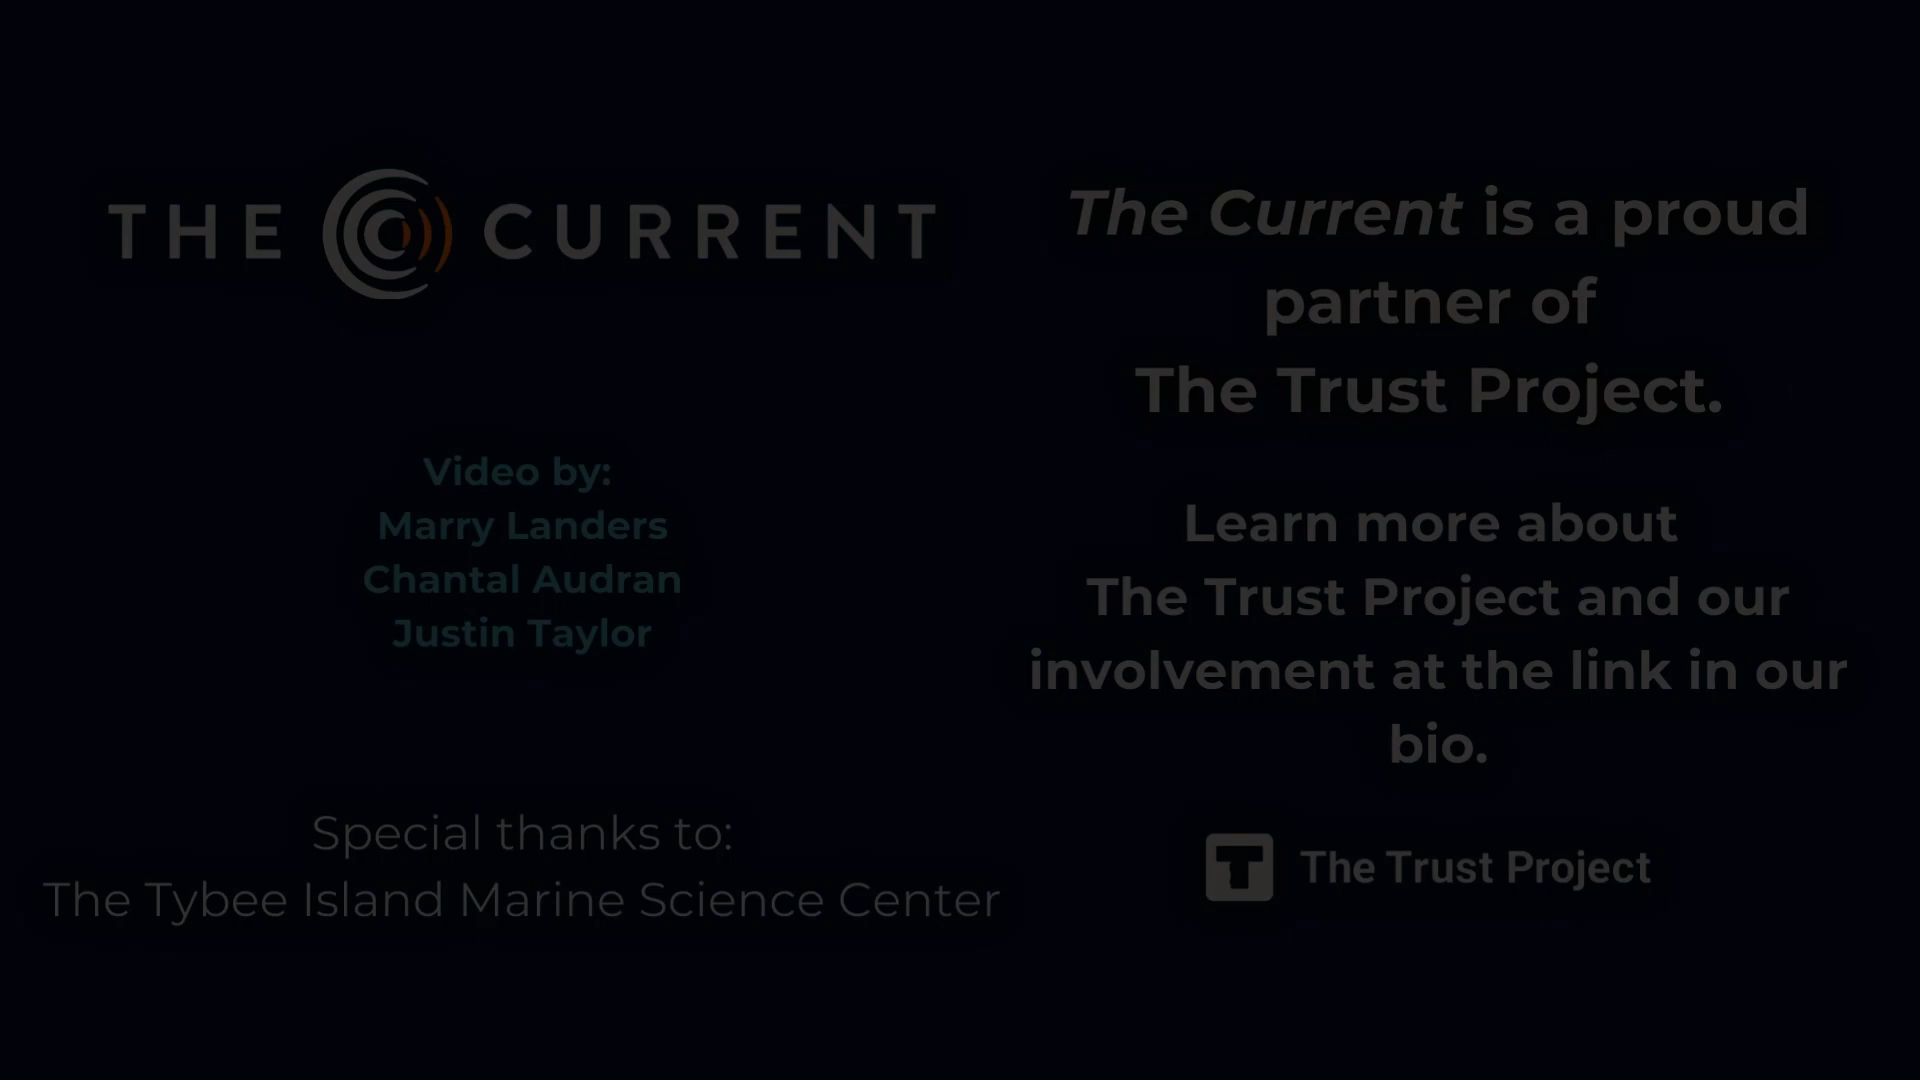 THE CURRENT
Video by:
Marry Landers
Chantal Audran
Justin Taylor
Special thanks to:
The Tybee Island Marine Science Center
The Current is a proud
partner of
The Trust Project.
Learn more about
The Trust Project and our
involvement at the link in our
bio.
T The Trust Project